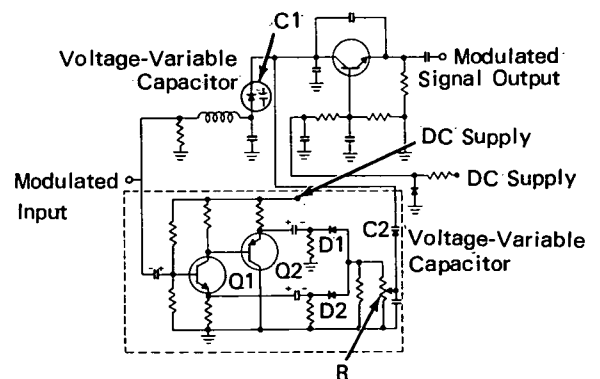 C1
Voltage-Variable
Capacitor
Modulated
Signal Output
DC Supply
DC Supply
Modulated
Input
C2
Voltage-Variable
Capacitor
D1
Q1
Q2
D2
R